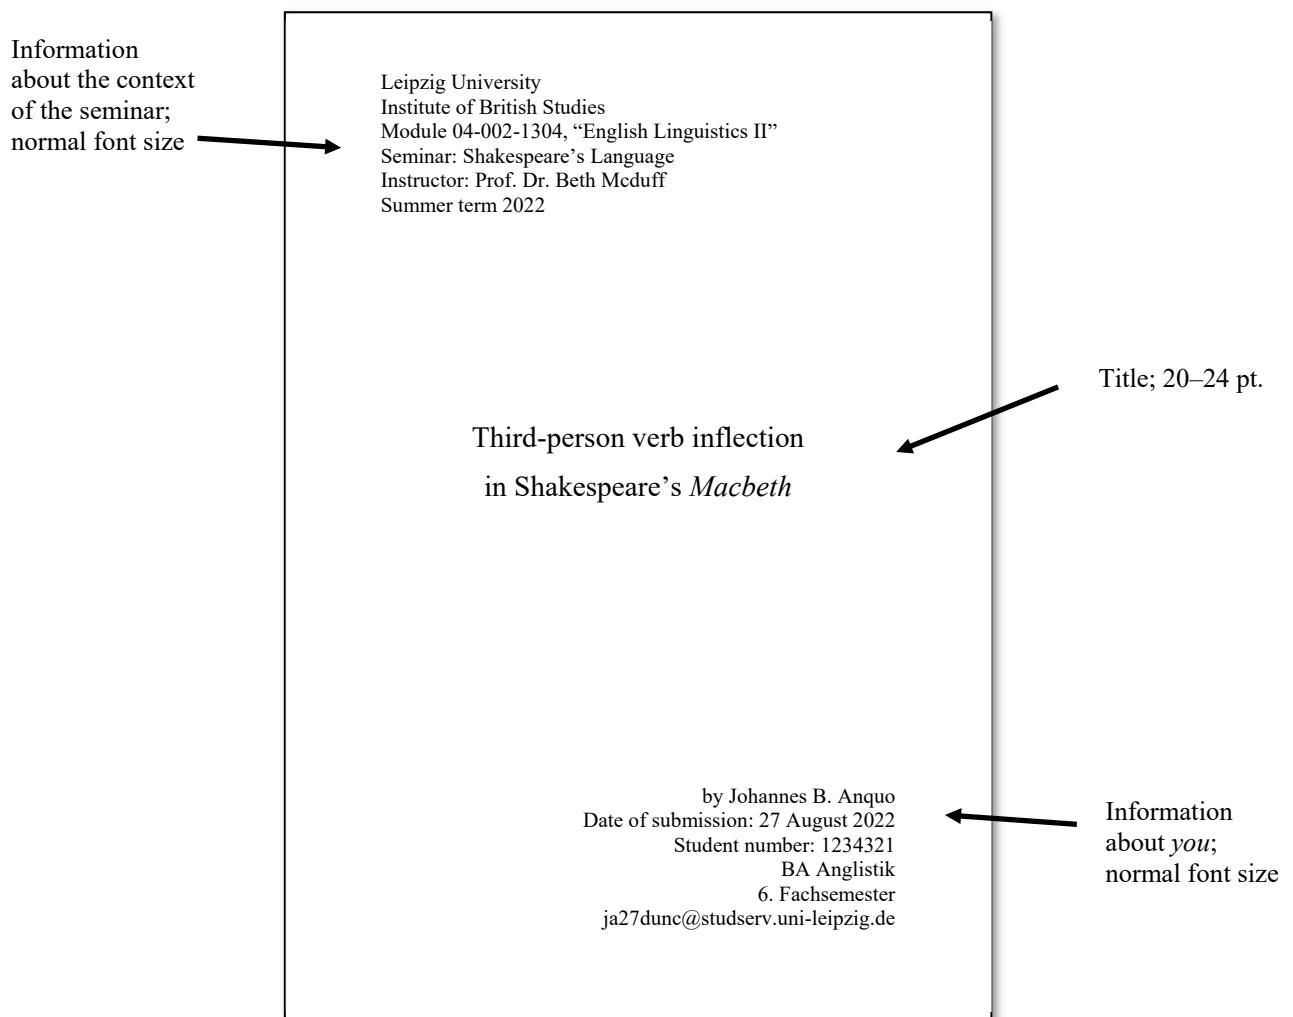 Information
about the context
of the seminar;
normal font size
Leipzig University
Institute of British Studies
Module 04-002-1304, “English Linguistics II”
Seminar: Shakespeare’s Language
Instructor: Prof. Dr. Beth Mcduff
Summer term 2022
Title; 20–24 pt.
Third-person verb inflection
in Shakespeare’s Macbeth
by Johannes B. Anquo
Date of submission: 27 August 2022
Student number: 1234321
BA Anglistik
6. Fachsemester
ja27dunc@studserv.uni-leipzig.de
Information
about you;
normal font size